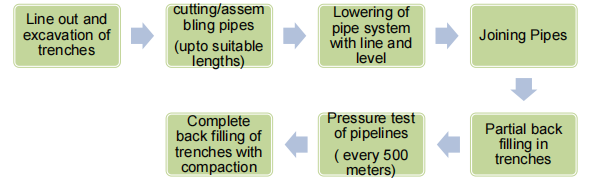 Line out and
excavation of
trenches
cutting/assem
bling pipes
(upto suitable
lengths)
Lowering of
pipe system
with line and
level
Joining Pipes
Partial back
filling in
trenches
Pressure test
of pipelines
( every 500
meters)
Complete
back filling of
trenches with
compaction